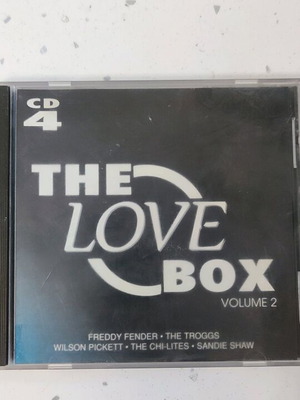 CD
4
THE
LOVE
BOX
VOLUME 2
FREDDY FENDER • THE TROGGS
WILSON PICKETT • THE CHI-LITES • SANDIE SHAW